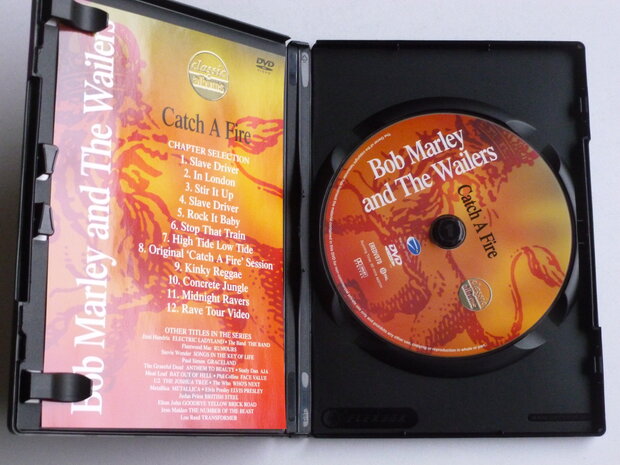 Bob Marley and The Wailers
classic
albums
DVD
Catch A Fire
CHAPTER SELECTION
1. Slave Driver
2. In London
3. Stir It Up
4. Slave Driver
5. Rock It Baby
6. Stop That Train
7. High Tide Low Tide
8. Original 'Catch A Fire' Session
9. Kinky Reggae
10. Concrete Jungle
11. Midnight Ravers
12. Rave Tour Video
OTHER TITLES IN THE SERIES
Jimi Hendrix ELECTRIC LADYLAND • The Band THE BAND
Fleetwood Mac RUMOURS
Stevie Wonder SONGS IN THE KEY OF LIFE
Paul Simon GRACELAND
The Grateful Dead ANTHEM TO BEAUTY • Steely Dan AJA
Meat Loaf BAT OUT OF HELL • Phil Collins FACE VALUE
U2 THE JOSHUA TREE • The Who WHO'S NEXT
Metallica METALLICA • Elvis Presley ELVIS PRESLEY
Judas Priest BRITISH STEEL
Elton John GOODBYE YELLOW BRICK ROAD
Iron Maiden THE NUMBER OF THE BEAST
Lou Reed TRANSFORMER
Bob Marley
and The Wailers
Catch A Fire
DVD
classic
albums